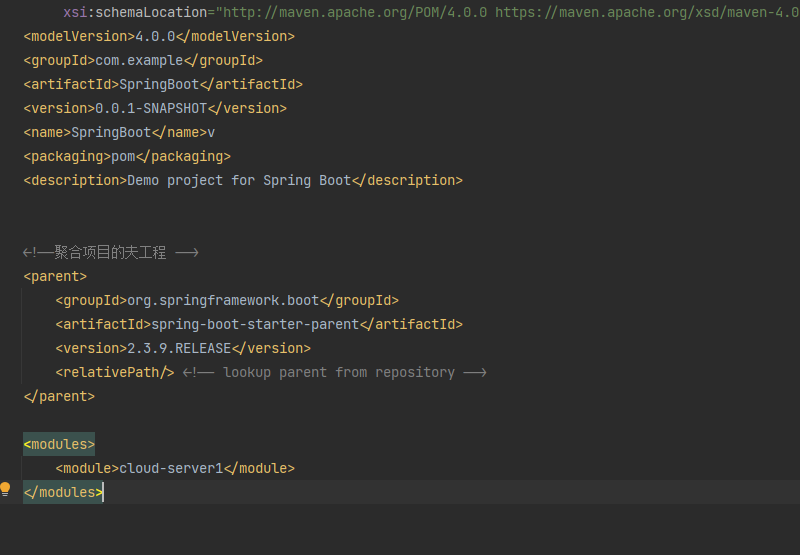 xsi:schemaLocation="http://maven.apache.org/POM/4.0.0 https://maven.apache.org/xsd/maven-4.0
<modelVersion>4.0.0</modelVersion>
<groupId>com.example</groupId>
<artifactId>SpringBoot</artifactId>
<version>0.0.1-SNAPSHOT</version>
<name>SpringBoot</name>v
<packaging>pom</packaging>
<description>Demo project for Spring Boot</description>
<!--聚合项目的夫工程 -->
<parent>
<groupId>org.springframework.boot</groupId>
<artifactId>spring-boot-starter-parent</artifactId>
<version>2.3.9.RELEASE</version>
<relativePath/> <!-- lookup parent from repository -->
</parent>
<modules>
<module>cloud-server1</module>
</modules>